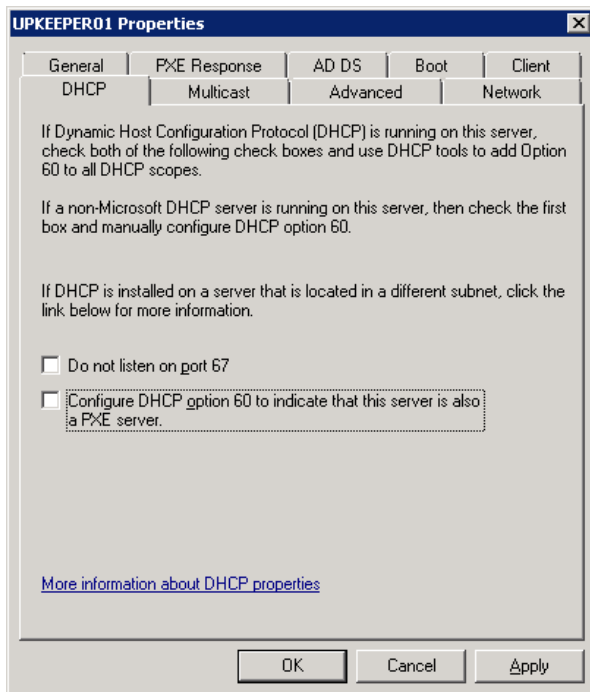 UPKEEPER01 Properties
General PXE Response AD DS Boot Client
DHCP Multicast Advanced Network
If Dynamic Host Configuration Protocol (DHCP) is running on this server,
check both of the following check boxes and use DHCP tools to add Option
60 to all DHCP scopes.
If a non-Microsoft DHCP server is running on this server, then check the first
box and manually configure DHCP option 60.
If DHCP is installed on a server that is located in a different subnet, click the
link below for more information.
Do not listen on port 67
Configure DHCP option 60 to indicate that this server is also
a PXE server.
More information about DHCP properties
OK Cancel Apply